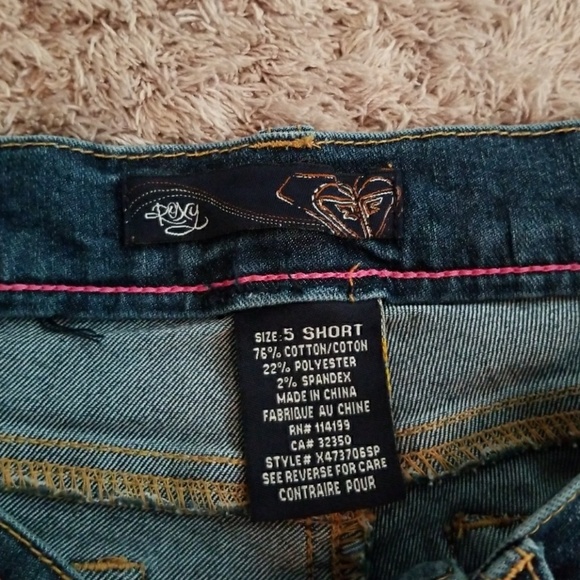 Roxy
SIZE: 5 SHORT
76% COTTON/COTON
22% POLYESTER
2% SPANDEX
MADE IN CHINA
FABRIQUE AU CHINE
RN# 114199
CA# 32350
STYLE# X473706SP
SEE REVERSE FOR CARE
CONTRAIRE POUR